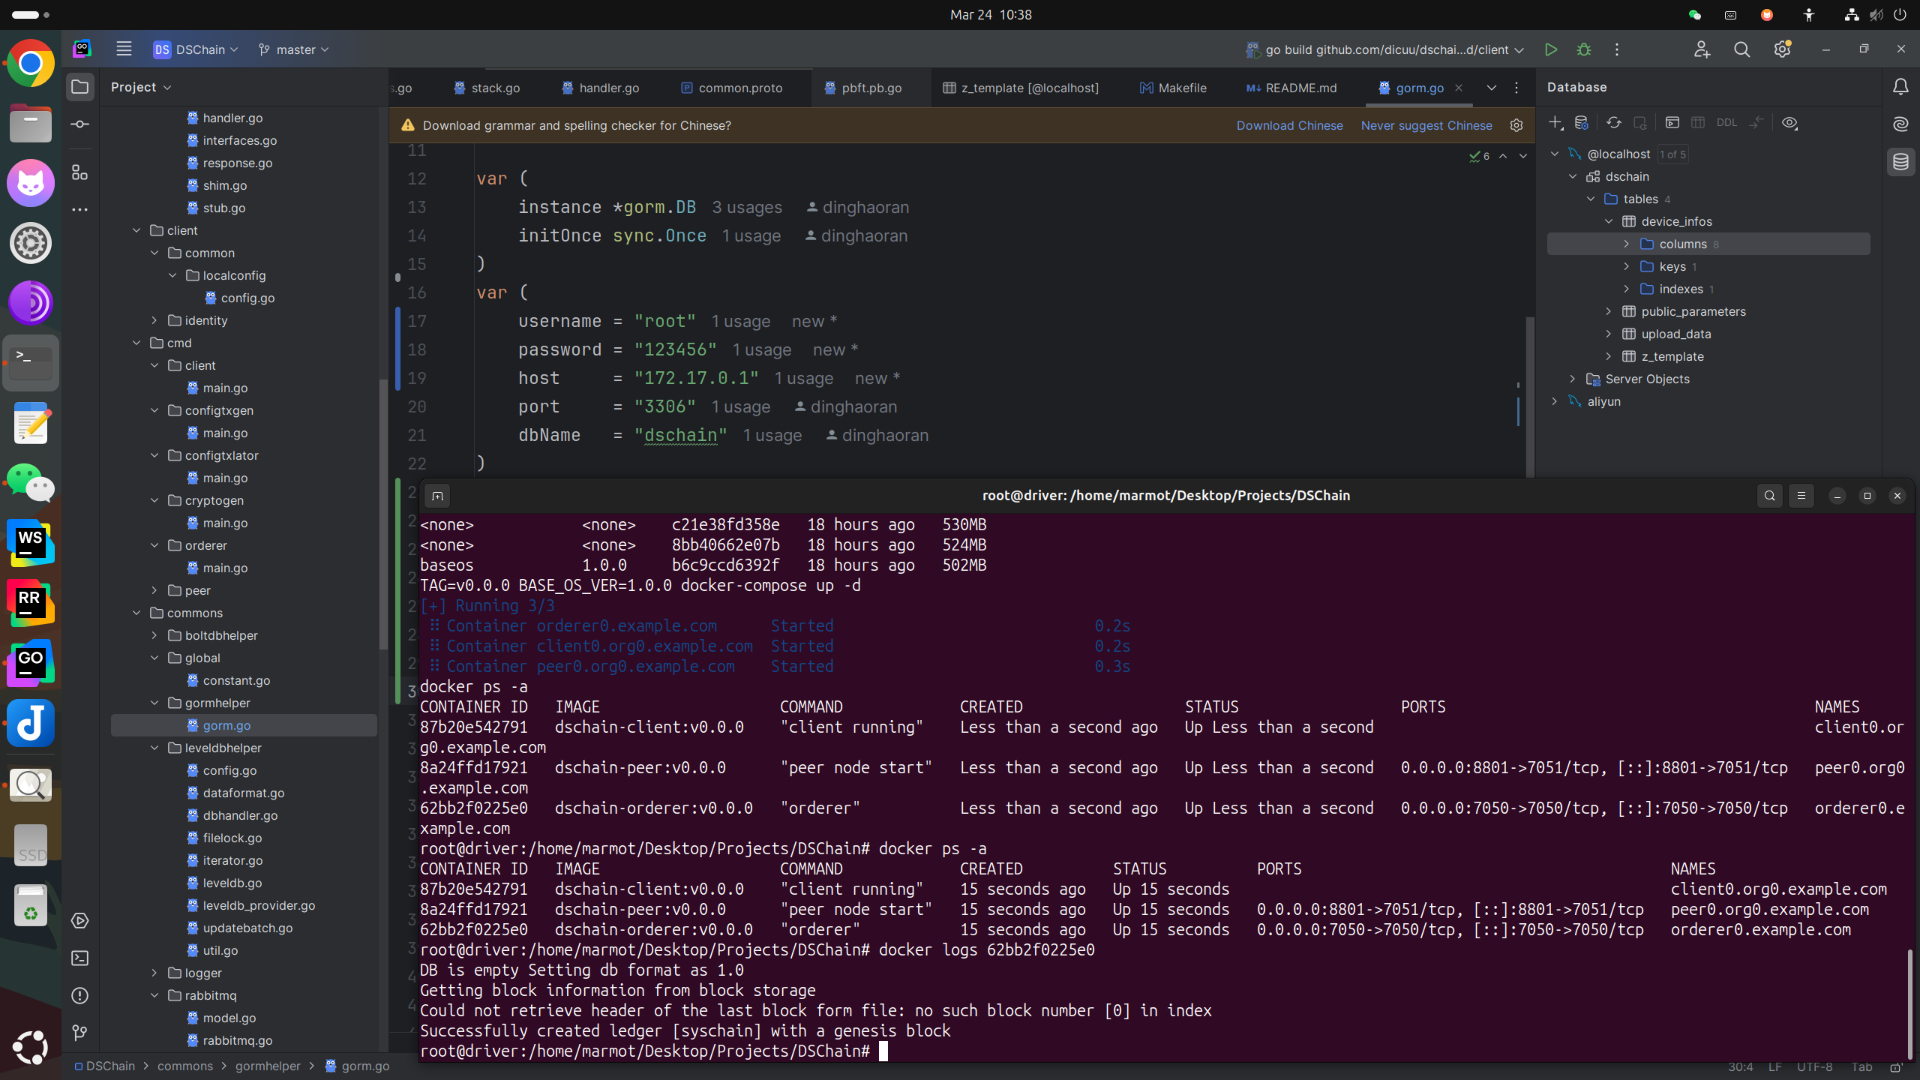 Mar 24 10:38
DS DSChain
master
go build github.com/dicuu/dschai...d/client
Project
s.go
stack.go
handler.go
common.proto
pbft.pb.go
z_template [@localhost]
Makefile
README.md
gorm.go
Database
Download grammar and spelling checker for Chinese?
Download Chinese
Never suggest Chinese
DDL
handler.go
interfaces.go
response.go
shim.go
stub.go
client
common
localconfig
config.go
identity
cmd
client
main.go
configtxgen
main.go
configtxlator
main.go
cryptogen
main.go
orderer
main.go
peer
commons
boltdbhelper
global
constant.go
gormhelper
gorm.go
leveldbhelper
config.go
dataformat.go
dbhandler.go
filelock.go
iterator.go
leveldb.go
leveldb_provider.go
updatebatch.go
util.go
logger
rabbitmq
model.go
rabbitmq.go
11
12 var (
13 instance *gorm.DB 3 usages dinghaoran
14 initOnce sync.Once 1 usage dinghaoran
15 )
16 var (
17 username = "root" 1 usage new *
18 password = "123456" 1 usage new *
19 host = "172.17.0.1" 1 usage new *
20 port = "3306" 1 usage dinghaoran
21 dbName = "dschain" 1 usage dinghaoran
22 )
6
@localhost 1 of 5
dschain
tables 4
device_infos
columns 8
keys 1
indexes 1
public_parameters
upload_data
z_template
Server Objects
aliyun
root@driver: /home/marmot/Desktop/Projects/DSChain
<none> <none> c21e38fd358e 18 hours ago 530MB
<none> <none> 8bb40662e07b 18 hours ago 524MB
baseos 1.0.0 b6c9ccd6392f 18 hours ago 502MB
TAG=v0.0.0 BASE_OS_VER=1.0.0 docker-compose up -d
[+] Running 3/3
⠿ Container orderer0.example.com Started 0.2s
⠿ Container client0.org0.example.com Started 0.2s
⠿ Container peer0.org0.example.com Started 0.3s
docker ps -a
CONTAINER ID IMAGE COMMAND CREATED STATUS PORTS NAMES
87b20e542791 dschain-client:v0.0.0 "client running" Less than a second ago Up Less than a second client0.or
g0.example.com
8a24ffd17921 dschain-peer:v0.0.0 "peer node start" Less than a second ago Up Less than a second 0.0.0.0:8801->7051/tcp, [::]:8801->7051/tcp peer0.org0
.example.com
62bb2f0225e0 dschain-orderer:v0.0.0 "orderer" Less than a second ago Up Less than a second 0.0.0.0:7050->7050/tcp, [::]:7050->7050/tcp orderer0.e
xample.com
root@driver:/home/marmot/Desktop/Projects/DSChain# docker ps -a
CONTAINER ID IMAGE COMMAND CREATED STATUS PORTS NAMES
87b20e542791 dschain-client:v0.0.0 "client running" 15 seconds ago Up 15 seconds client0.org0.example.com
8a24ffd17921 dschain-peer:v0.0.0 "peer node start" 15 seconds ago Up 15 seconds 0.0.0.0:8801->7051/tcp, [::]:8801->7051/tcp peer0.org0.example.com
62bb2f0225e0 dschain-orderer:v0.0.0 "orderer" 15 seconds ago Up 15 seconds 0.0.0.0:7050->7050/tcp, [::]:7050->7050/tcp orderer0.example.com
root@driver:/home/marmot/Desktop/Projects/DSChain# docker logs 62bb2f0225e0
DB is empty Setting db format as 1.0
Getting block information from block storage
Could not retrieve header of the last block form file: no such block number [0] in index
Successfully created ledger [syschain] with a genesis block
root@driver:/home/marmot/Desktop/Projects/DSChain#
DSChain > commons > gormhelper > gorm.go
30:4 LF UTF-8 Tab
WS
RR
GO
SSD